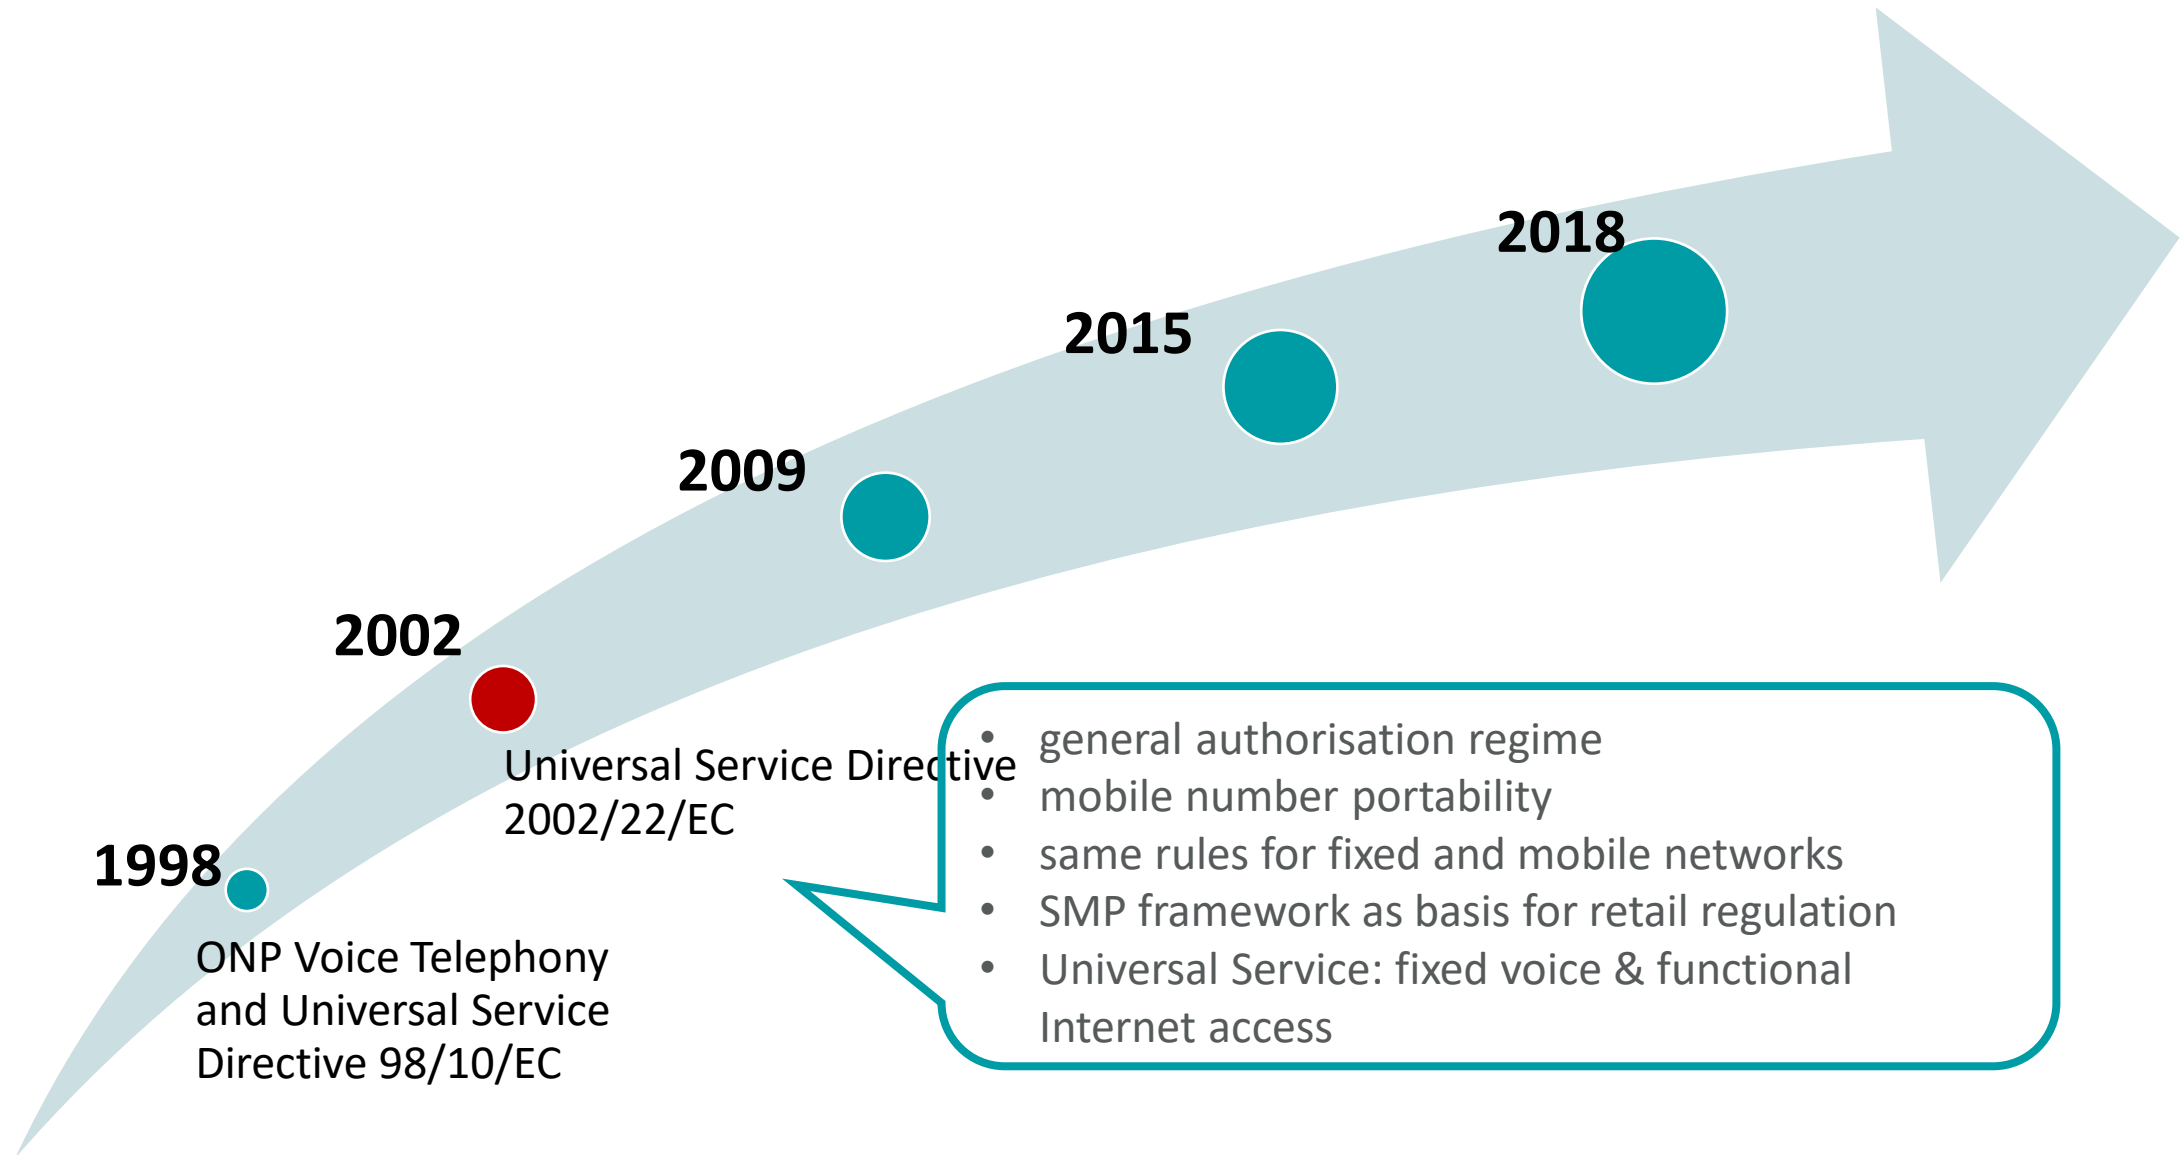 2018
2015
2009
2002
Universal Service Directive
2002/22/EC
1998
ONP Voice Telephony
and Universal Service
Directive 98/10/EC
• general authorisation regime
• mobile number portability
• same rules for fixed and mobile networks
• SMP framework as basis for retail regulation
• Universal Service: fixed voice & functional
Internet access